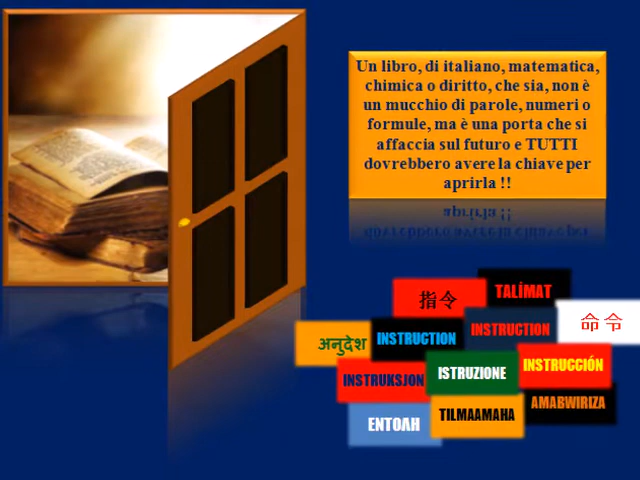 Un libro, di italiano, matematica,
chimica o diritto, che sia, non è
un mucchio di parole, numeri o
formule, ma è una porta che si
affaccia sul futuro e TUTTI
dovrebbero avere la chiave per
aprirla !!
指令
TALİMAT
अनुदेश
INSTRUCTION
INSTRUCTION
命令
INSTRUKSJON
ISTRUZIONE
INSTRUCCIÓN
ΕΝΤΟΛΗ
TILMAAMAHA
AMABWIRIZA